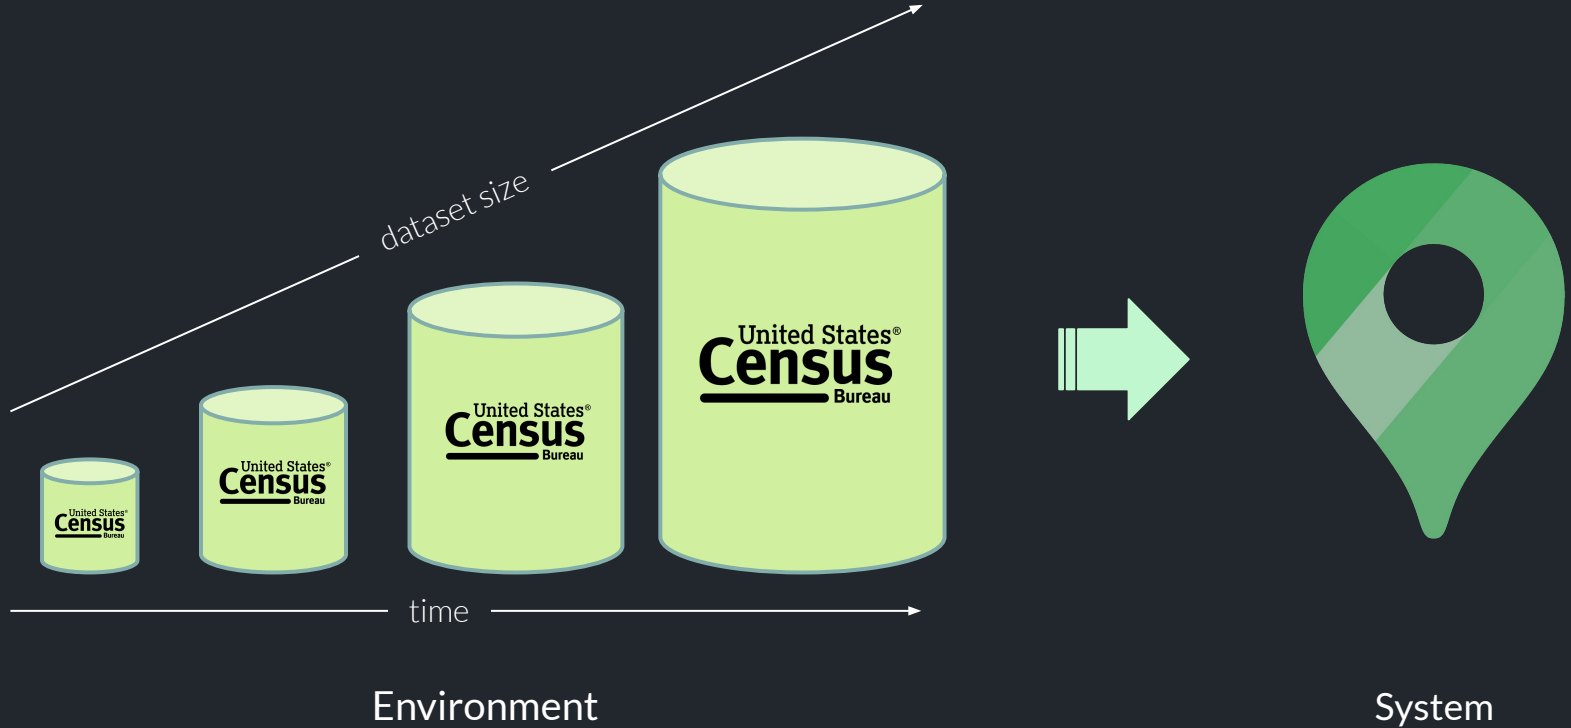 dataset size
United States®
Census
Bureau
United States®
Census
Bureau
United States®
Census
Bureau
United States®
Census
Bureau
time
Environment
System